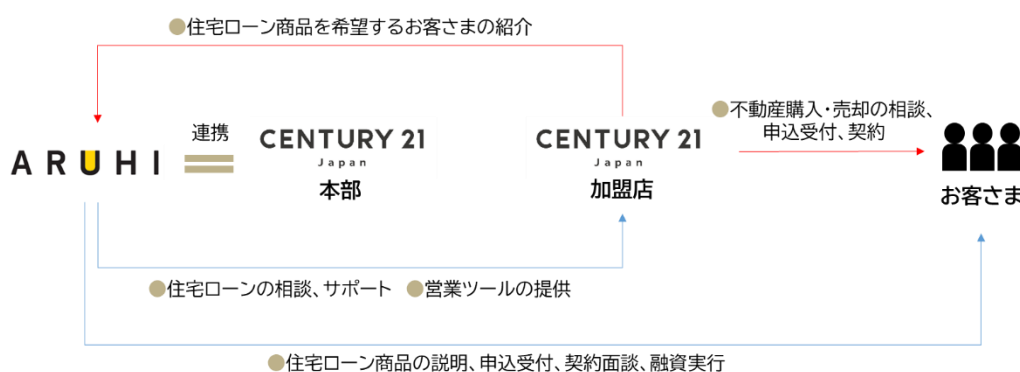 ●住宅ローン商品を希望するお客さまの紹介
●不動産購入・売却の相談、
申込受付、契約
連携
ARUHI
CENTURY 21
Japan
本部
CENTURY 21
Japan
加盟店
お客さま
●住宅ローンの相談、サポート ●営業ツールの提供
●住宅ローン商品の説明、申込受付、契約面談、融資実行